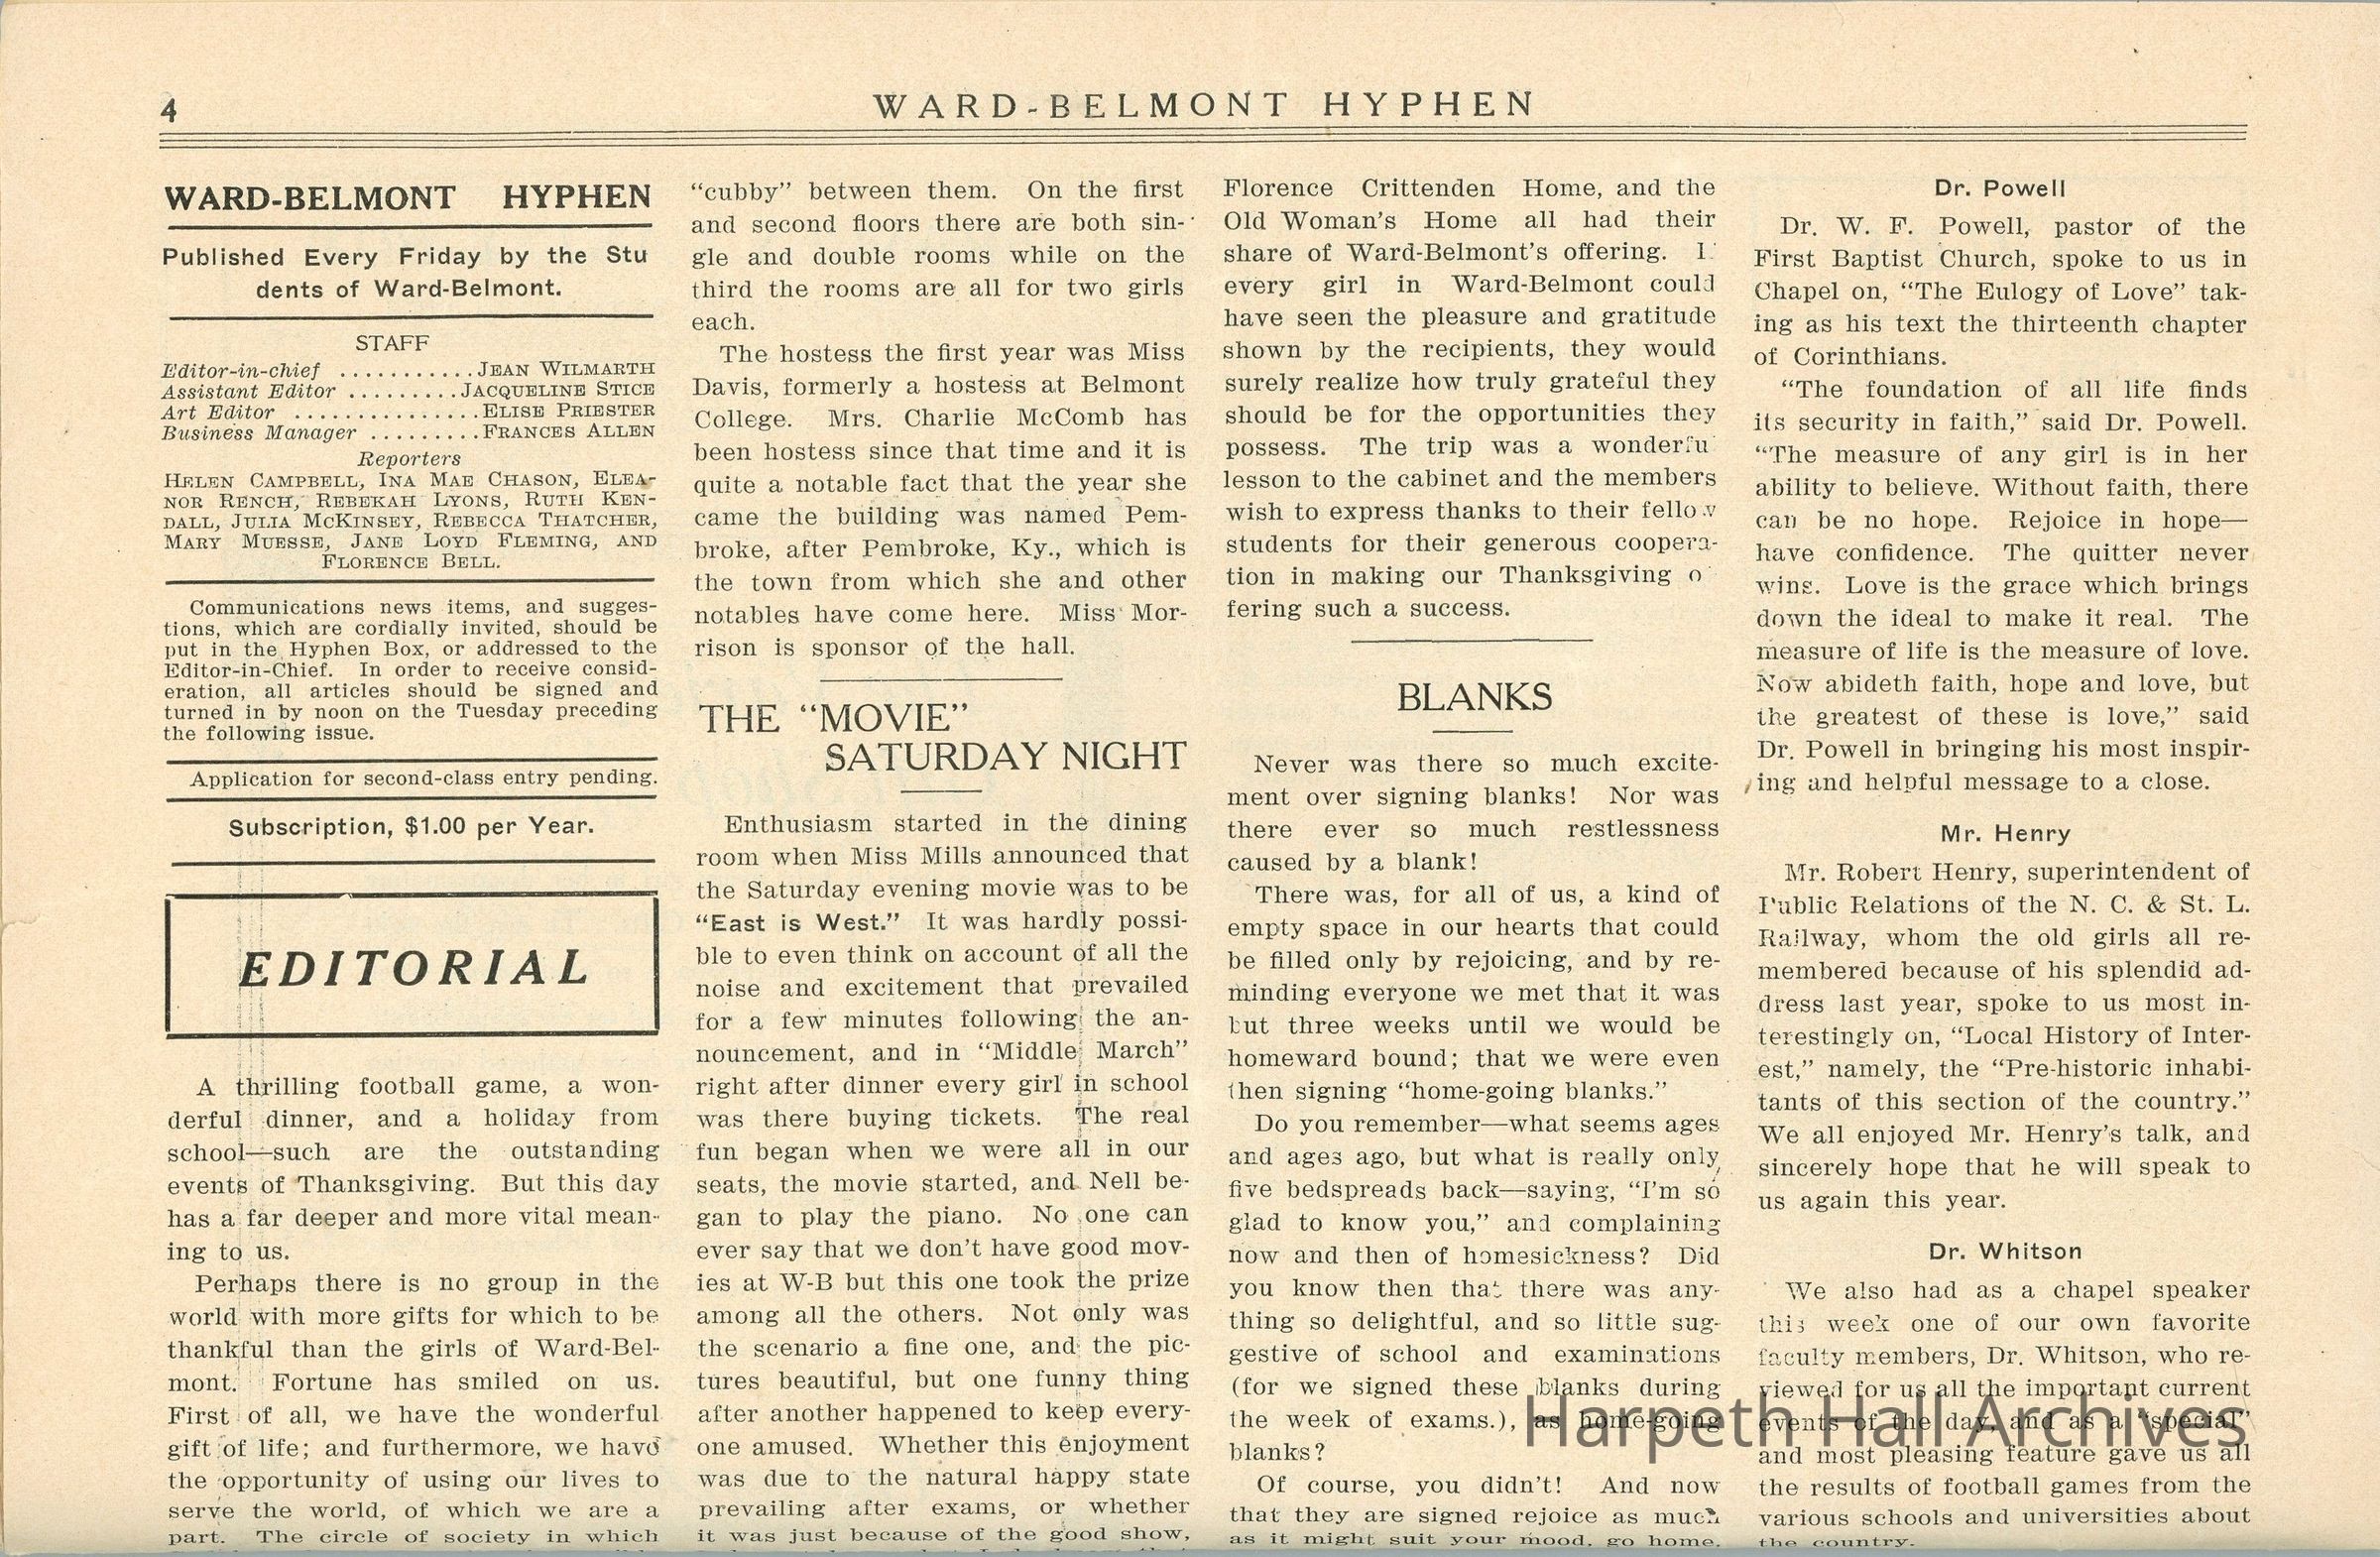 4
WARD-BELMONT HYPHEN
WARD-BELMONT HYPHEN
Published Every Friday by the Stu
dents of Ward-Belmont.
STAFF
Editor-in-chief ...........JEAN WILMARTH
Assistant Editor .........JACQUELINE STICE
Art Editor ...............ELISE PRIESTER
Business Manager .........FRANCES ALLEN
Reporters
HELEN CAMPBELL, INA MAE CHASON, ELEA-
NOR RENCH, REBEKAH LYONS, RUTH KEN-
DALL, JULIA MCKINSEY, REBECCA THATCHER,
MARY MUESSE, JANE LOYD FLEMING, AND
FLORENCE BELL.
Communications news items, and sugges-
tions, which are cordially invited, should be
put in the Hyphen Box, or addressed to the
Editor-in-Chief. In order to receive consid-
eration, all articles should be signed and
turned in by noon on the Tuesday preceding
the following issue.
Application for second-class entry pending.
Subscription, $1.00 per Year.
EDITORIAL
A thrilling football game, a won-
derful dinner, and a holiday from
school—such are the outstanding
events of Thanksgiving. But this day
has a far deeper and more vital mean-
ing to us.
Perhaps there is no group in the
world with more gifts for which to be
thankful than the girls of Ward-Bel-
mont. Fortune has smiled on us.
First of all, we have the wonderful
gift of life; and furthermore, we have
the opportunity of using our lives to
serve the world, of which we are a
part. The circle of society in which
"cubby" between them. On the first
and second floors there are both sin-
gle and double rooms while on the
third the rooms are all for two girls
each.
The hostess the first year was Miss
Davis, formerly a hostess at Belmont
College. Mrs. Charlie McComb has
been hostess since that time and it is
quite a notable fact that the year she
came the building was named Pem-
broke, after Pembroke, Ky., which is
the town from which she and other
notables have come here. Miss Mor-
rison is sponsor of the hall.
THE "MOVIE"
SATURDAY NIGHT
Enthusiasm started in the dining
room when Miss Mills announced that
the Saturday evening movie was to be
"East is West." It was hardly possi-
ble to even think on account of all the
noise and excitement that prevailed
for a few minutes following the an-
nouncement, and in "Middle March"
right after dinner every girl in school
was there buying tickets. The real
fun began when we were all in our
seats, the movie started, and Nell be-
gan to play the piano. No one can
ever say that we don't have good mov-
ies at W-B but this one took the prize
among all the others. Not only was
the scenario a fine one, and the pic-
tures beautiful, but one funny thing
after another happened to keep every-
one amused. Whether this enjoyment
was due to the natural happy state
prevailing after exams, or whether
it was just because of the good show,
Florence Crittenden Home, and the
Old Woman's Home all had their
share of Ward-Belmont's offering.
every girl in Ward-Belmont could
have seen the pleasure and gratitude
shown by the recipients, they would
surely realize how truly grateful they
should be for the opportunities they
possess. The trip was a wonderfu
lesson to the cabinet and the members
wish to express thanks to their fellow
students for their generous coopera-
tion in making our Thanksgiving o
fering such a success.
BLANKS
Never was there so much excite-
ment over signing blanks! Nor was
there ever so much restlessness
caused by a blank!
There was, for all of us, a kind of
empty space in our hearts that could
be filled only by rejoicing, and by re-
minding everyone we met that it was
but three weeks until we would be
homeward bound; that we were even
then signing "home-going blanks."
Do you remember—what seems ages
and ages ago, but what is really only
five bedspreads back—saying, "I'm so
glad to know you," and complaining
now and then of homesickness? Did
you know then that there was any-
thing so delightful, and so little sug-
gestive of school and examinations
(for we signed these blanks during
the week of exams.), as home-going
blanks?
Of course, you didn't! And now
that they are signed rejoice as much
as it might suit your mood, go home,
Dr. Powell
Dr. W. F. Powell, pastor of the
First Baptist Church, spoke to us in
Chapel on, "The Eulogy of Love" tak-
ing as his text the thirteenth chapter
of Corinthians.
"The foundation of all life finds
its security in faith," said Dr. Powell.
"The measure of any girl is in her
ability to believe. Without faith, there
can be no hope. Rejoice in hope—
have confidence. The quitter never
wins. Love is the grace which brings
down the ideal to make it real. The
measure of life is the measure of love.
Now abideth faith, hope and love, but
the greatest of these is love," said
Dr. Powell in bringing his most inspir-
ing and helpful message to a close.
Mr. Henry
Mr. Robert Henry, superintendent of
Public Relations of the N. C. & St. L.
Railway, whom the old girls all re-
membered because of his splendid ad-
dress last year, spoke to us most in-
terestingly on, "Local History of Inter-
est," namely, the "Pre-historic inhabi-
tants of this section of the country."
We all enjoyed Mr. Henry's talk, and
sincerely hope that he will speak to
us again this year.
Dr. Whitson
We also had as a chapel speaker
this week one of our own favorite
faculty members, Dr. Whitson, who re-
viewed for us all the important current
events of the day, and as a "special"
and most pleasing feature gave us all
the results of football games from the
various schools and universities about
the country.
Harpeth Hall Archives